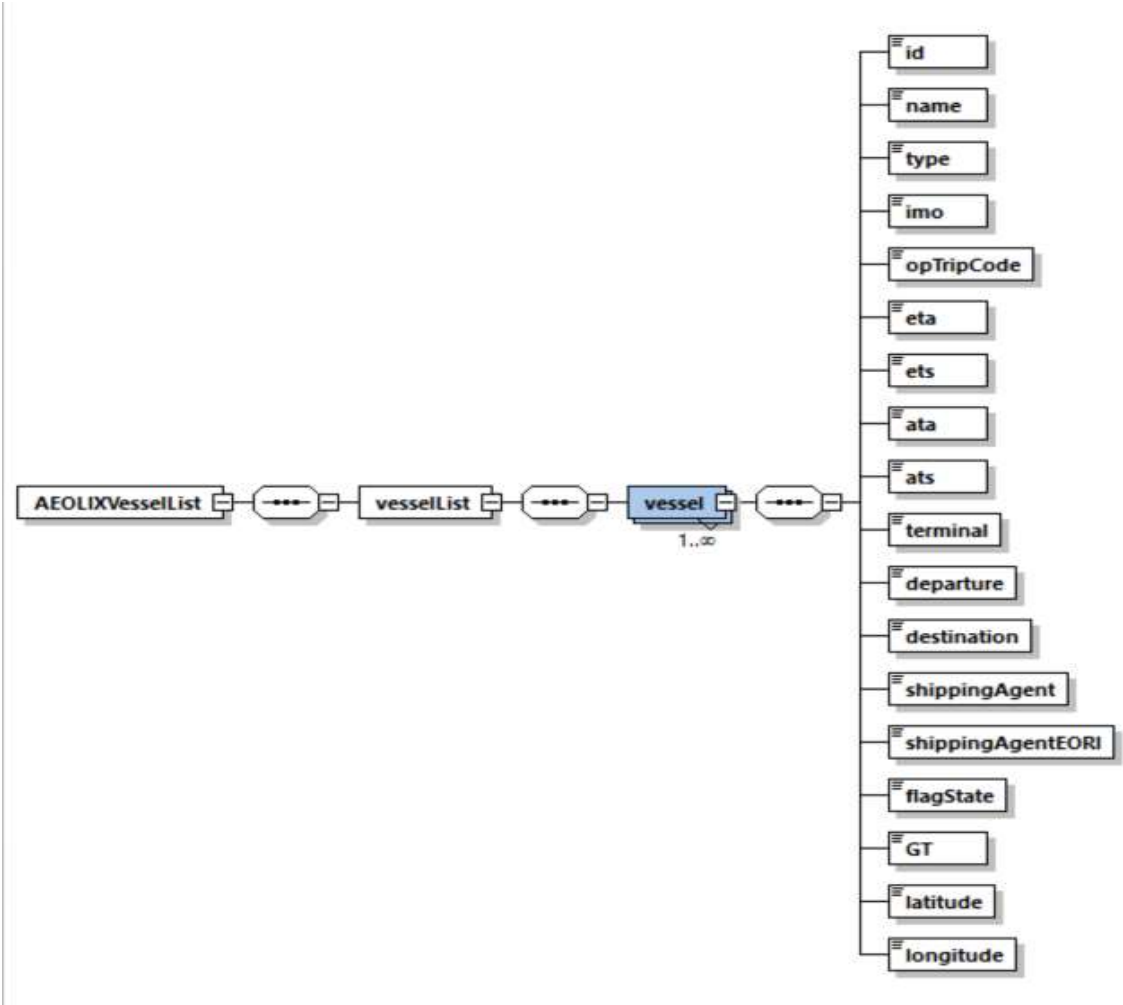 id
name
type
imo
opTripCode
eta
ets
ata
ats
AEOLIXVesselList
vesselList
vessel
1..∞
terminal
departure
destination
shippingAgent
shippingAgentEORI
flagState
GT
latitude
longitude